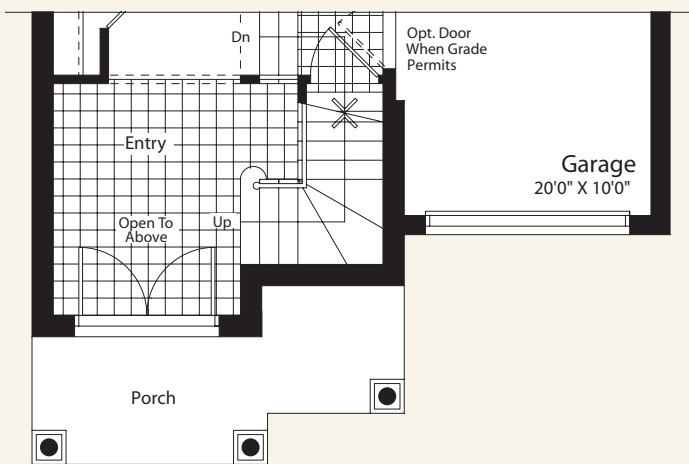 Dn
Opt. Door
When Grade
Permits
Entry
Garage
20'0" X 10'0"
Open To
Above
Up
Porch